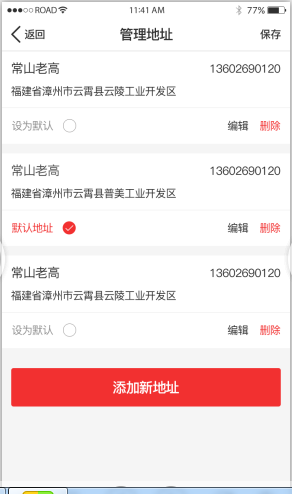 ROAD 11:41 AM 77%
返回 管理地址 保存
常山老高 13602690120
福建省漳州市云霄县云陵工业开发区
设为默认 编辑 删除
常山老高 13602690120
福建省漳州市云霄县普美工业开发区
默认地址 编辑 删除
常山老高 13602690120
福建省漳州市云霄县云陵工业开发区
设为默认 编辑 删除
添加新地址